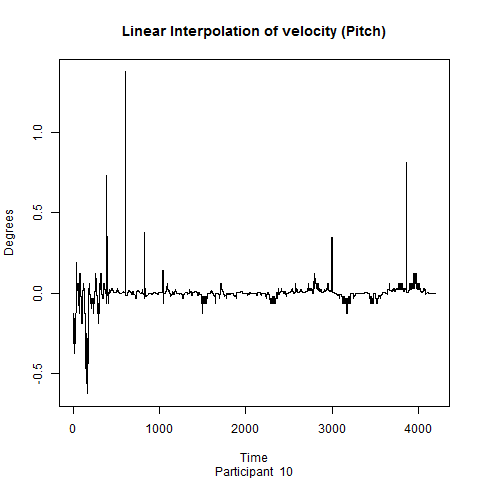 Linear Interpolation of velocity (Pitch)
Degrees
1.0
0.5
0.0
-0.5
0 1000 2000 3000 4000
Time
Participant 10